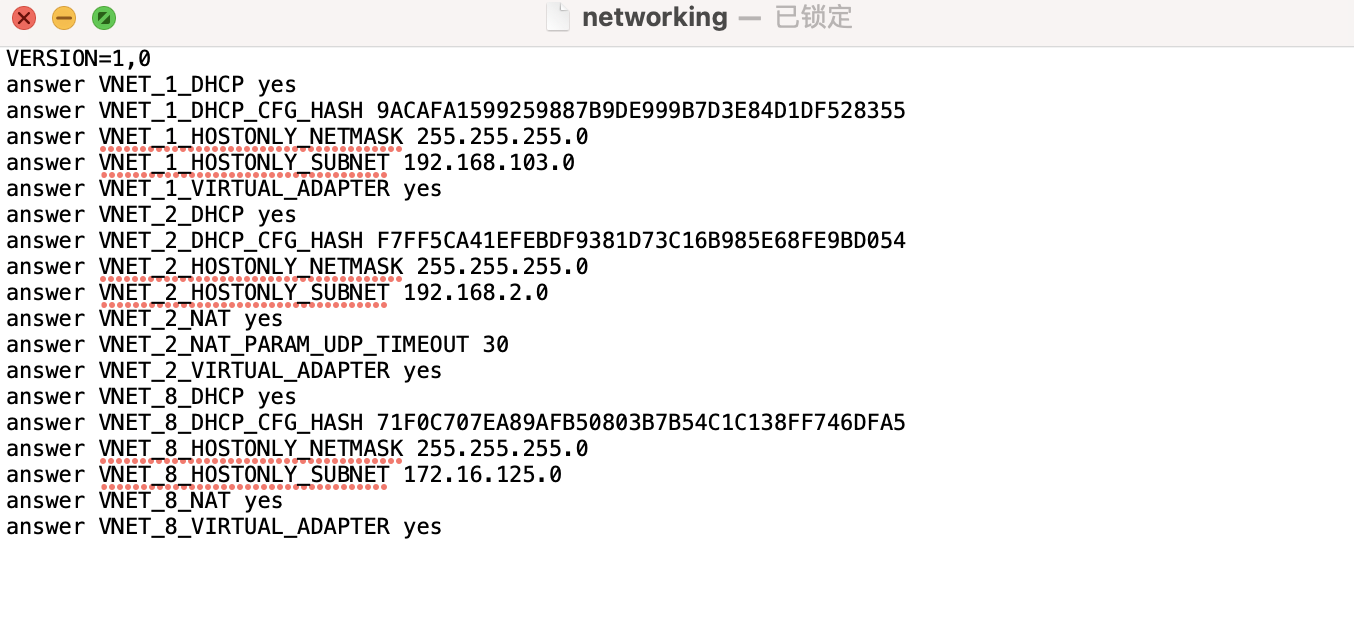 networking — 已锁定
VERSION=1,0
answer VNET_1_DHCP yes
answer VNET_1_DHCP_CFG_HASH 9ACAFA1599259887B9DE999B7D3E84D1DF528355
answer VNET_1_HOSTONLY_NETMASK 255.255.255.0
answer VNET_1_HOSTONLY_SUBNET 192.168.103.0
answer VNET_1_VIRTUAL_ADAPTER yes
answer VNET_2_DHCP yes
answer VNET_2_DHCP_CFG_HASH F7FF5CA41EFEBDF9381D73C16B985E68FE9BD054
answer VNET_2_HOSTONLY_NETMASK 255.255.255.0
answer VNET_2_HOSTONLY_SUBNET 192.168.2.0
answer VNET_2_NAT yes
answer VNET_2_NAT_PARAM_UDP_TIMEOUT 30
answer VNET_2_VIRTUAL_ADAPTER yes
answer VNET_8_DHCP yes
answer VNET_8_DHCP_CFG_HASH 71F0C707EA89AFB50803B7B54C1C138FF746DFA5
answer VNET_8_HOSTONLY_NETMASK 255.255.255.0
answer VNET_8_HOSTONLY_SUBNET 172.16.125.0
answer VNET_8_NAT yes
answer VNET_8_VIRTUAL_ADAPTER yes